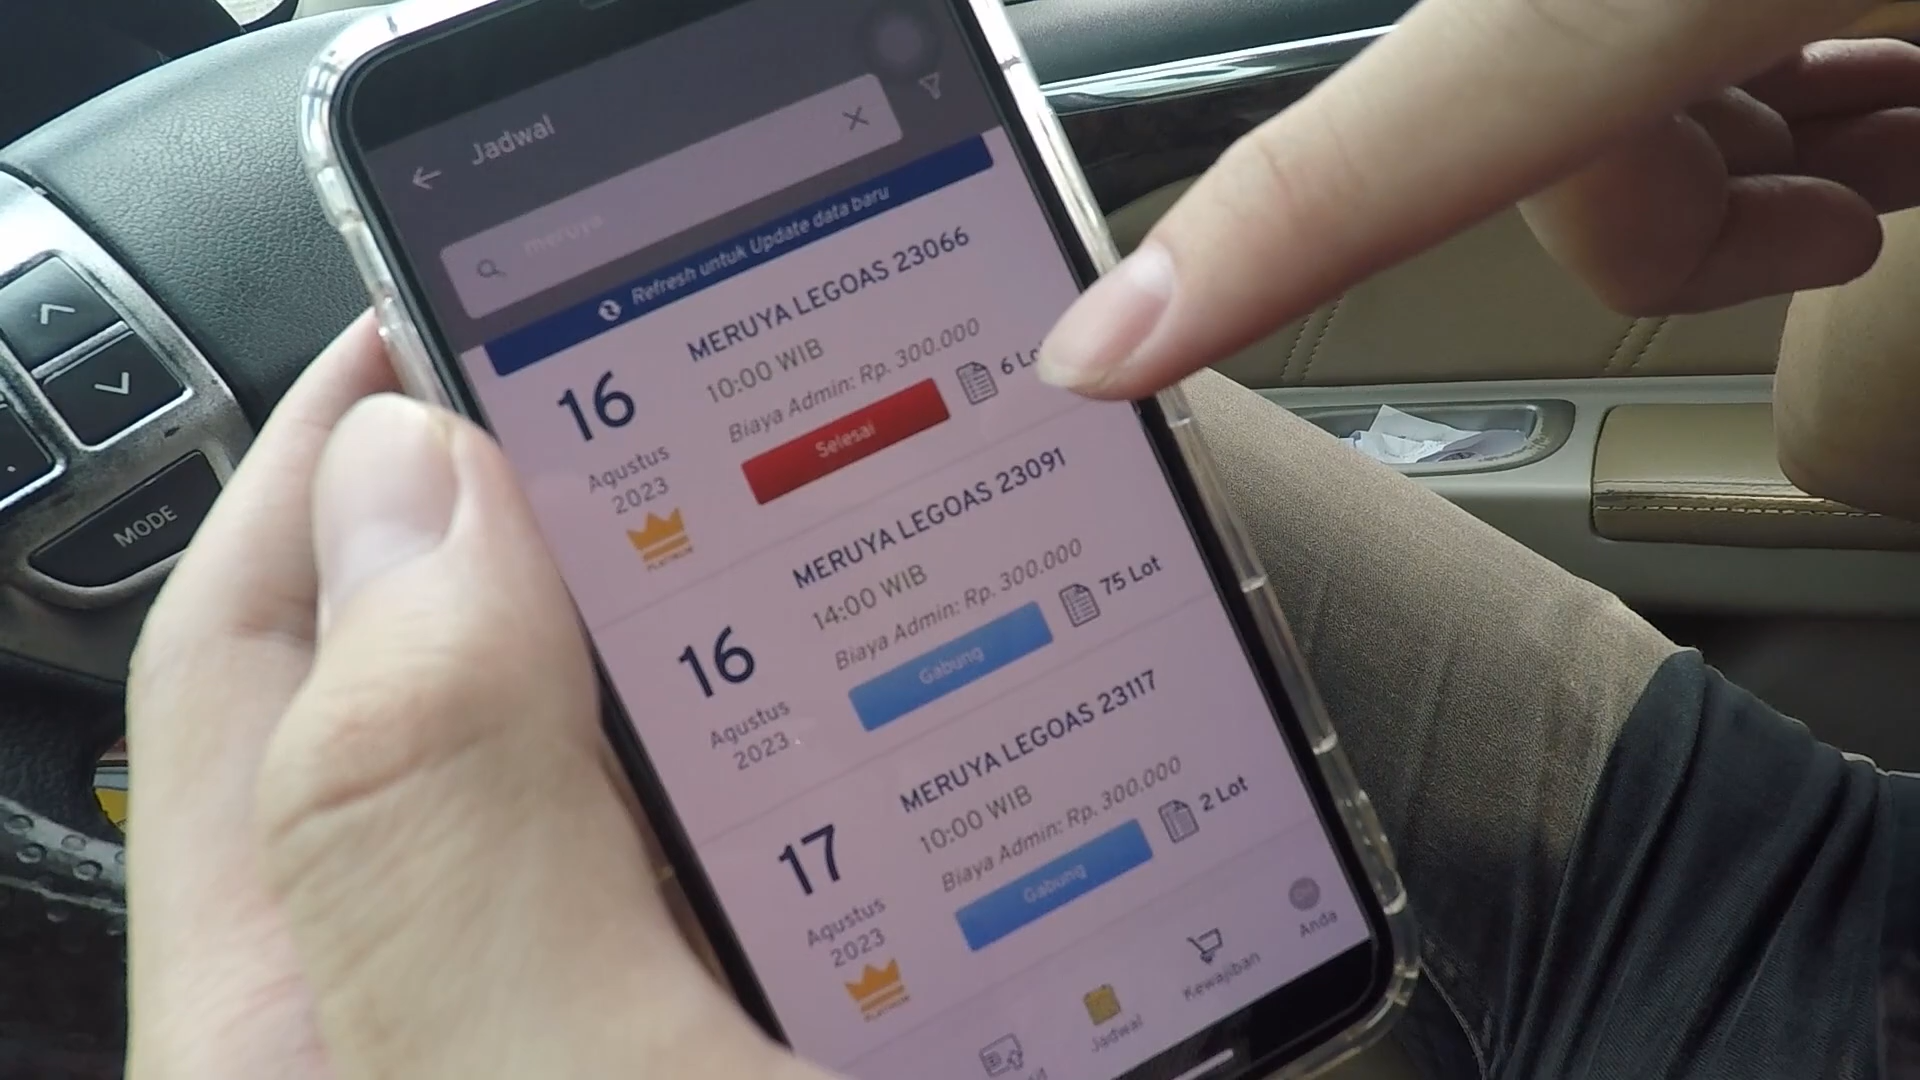 Jadwal
meruya
Refresh untuk Update data baru
MERUYA LEGOAS 23066
16
Agustus
2023
10:00 WIB
Biaya Admin: Rp. 300.000
Selesai
6
PLATINUM
MERUYA LEGOAS 23091
16
Agustus
2023
14:00 WIB
Biaya Admin: Rp. 300.000
Gabung
75 Lot
MERUYA LEGOAS 23117
17
Agustus
2023
10:00 WIB
Biaya Admin: Rp. 300.000
Gabung
2 Lot
PLATINUM
Jadwal
Kewajiban
Anda
MODE